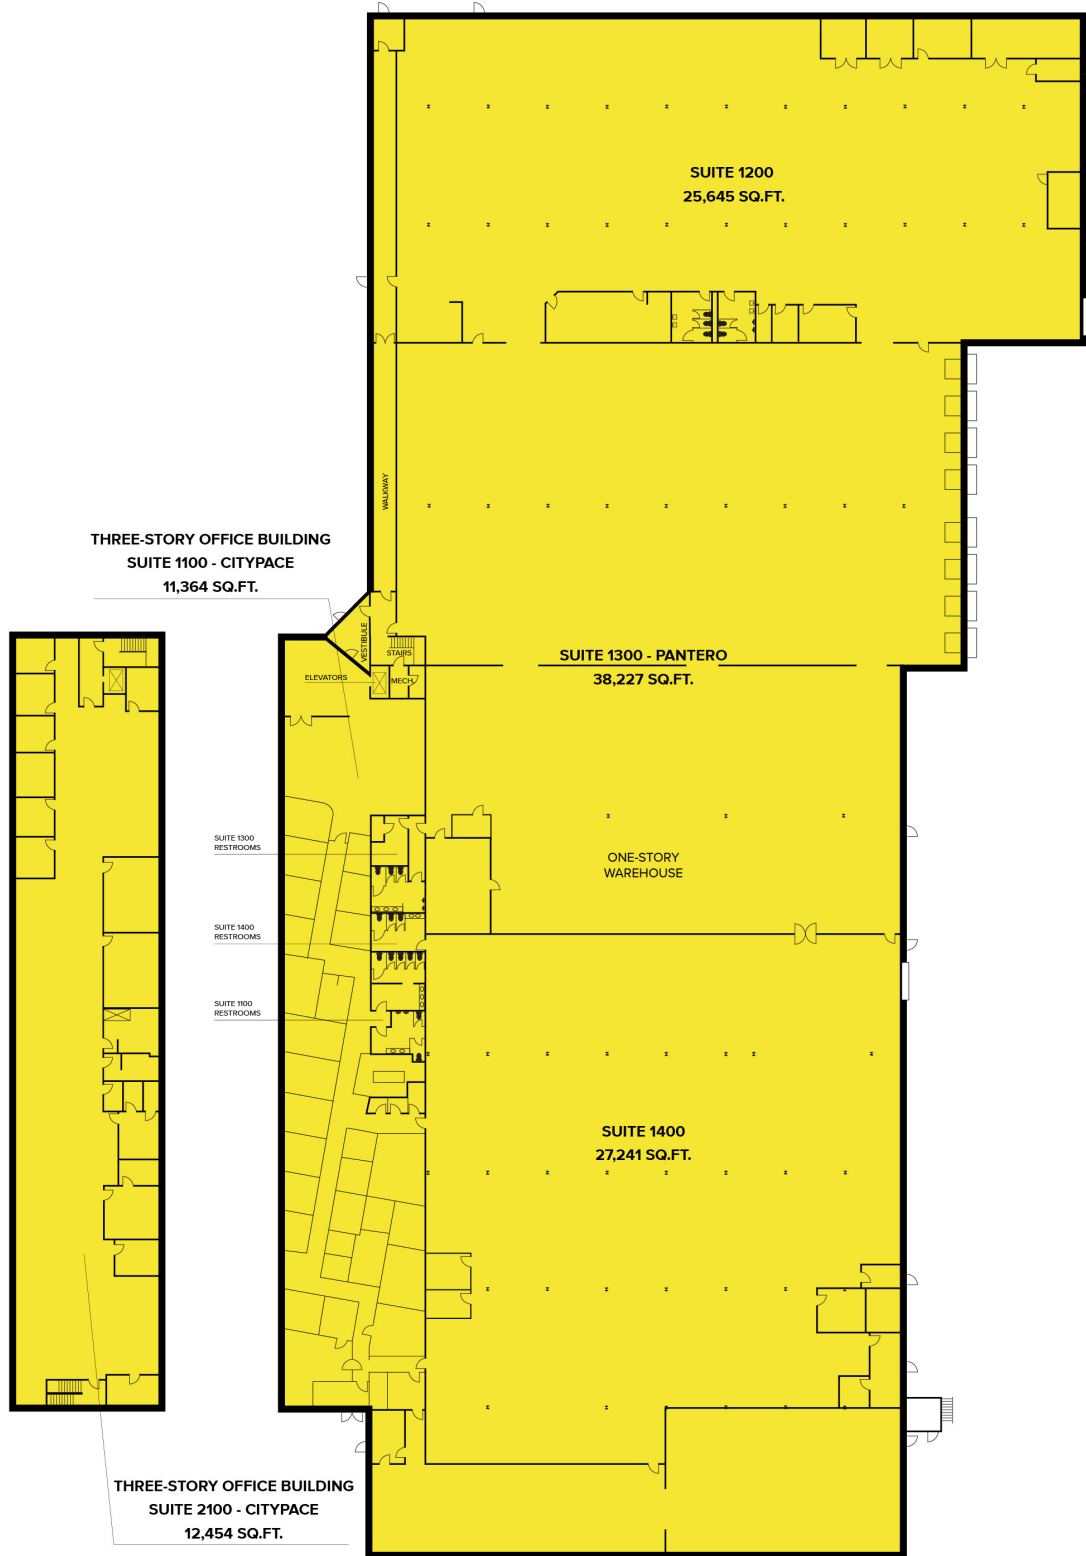 SUITE 1200
25,645 SQ.FT.
WALKWAY
THREE-STORY OFFICE BUILDING
SUITE 1100 - CITYPACE
11,364 SQ.FT.
VESTIBULE
STAIRS
ELEVATORS
MECH.
SUITE 1300 - PANTERO
38,227 SQ.FT.
SUITE 1300
RESTROOMS
ONE-STORY
WAREHOUSE
SUITE 1400
RESTROOMS
SUITE 1100
RESTROOMS
SUITE 1400
27,241 SQ.FT.
THREE-STORY OFFICE BUILDING
SUITE 2100 - CITYPACE
12,454 SQ.FT.